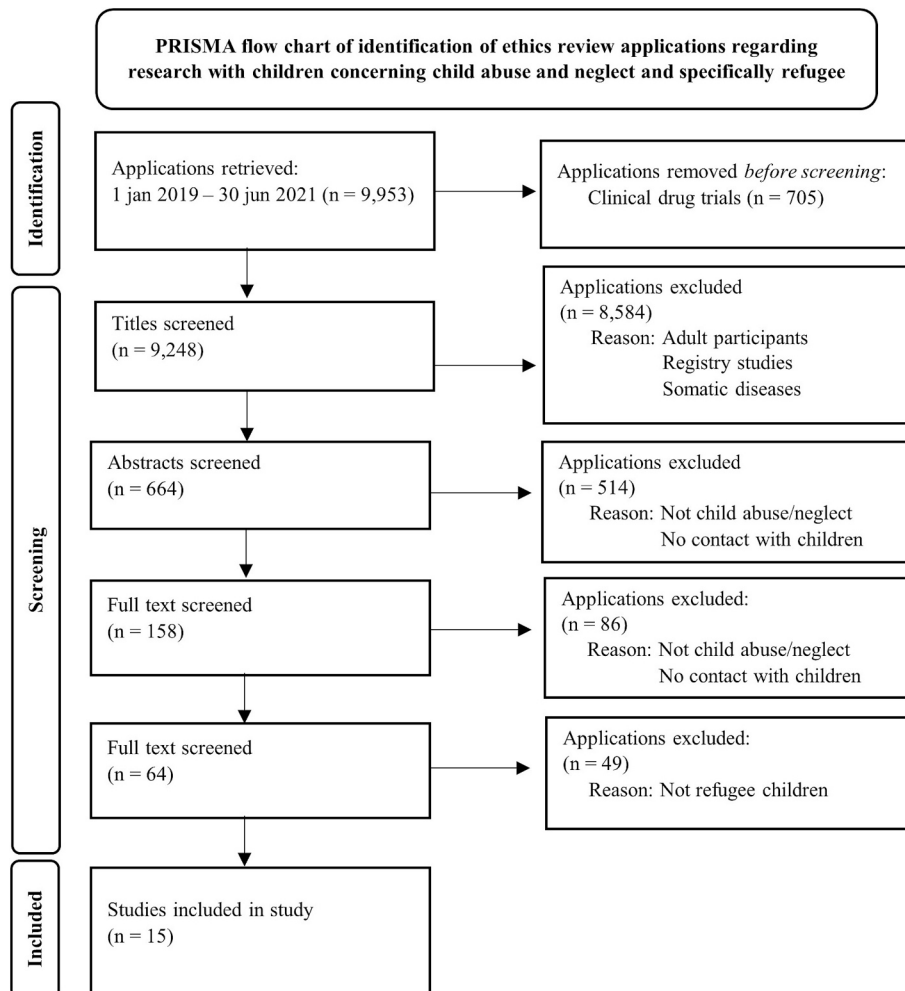 PRISMA flow chart of identification of ethics review applications regarding
research with children concerning child abuse and neglect and specifically refugee
Identification
Applications retrieved:
1 jan 2019 – 30 jun 2021 (n = 9,953)
Applications removed before screening:
Clinical drug trials (n = 705)
Screening
Titles screened
(n = 9,248)
Applications excluded
(n = 8,584)
Reason: Adult participants
Registry studies
Somatic diseases
Abstracts screened
(n = 664)
Applications excluded
(n = 514)
Reason: Not child abuse/neglect
No contact with children
Full text screened
(n = 158)
Applications excluded:
(n = 86)
Reason: Not child abuse/neglect
No contact with children
Full text screened
(n = 64)
Applications excluded:
(n = 49)
Reason: Not refugee children
Included
Studies included in study
(n = 15)